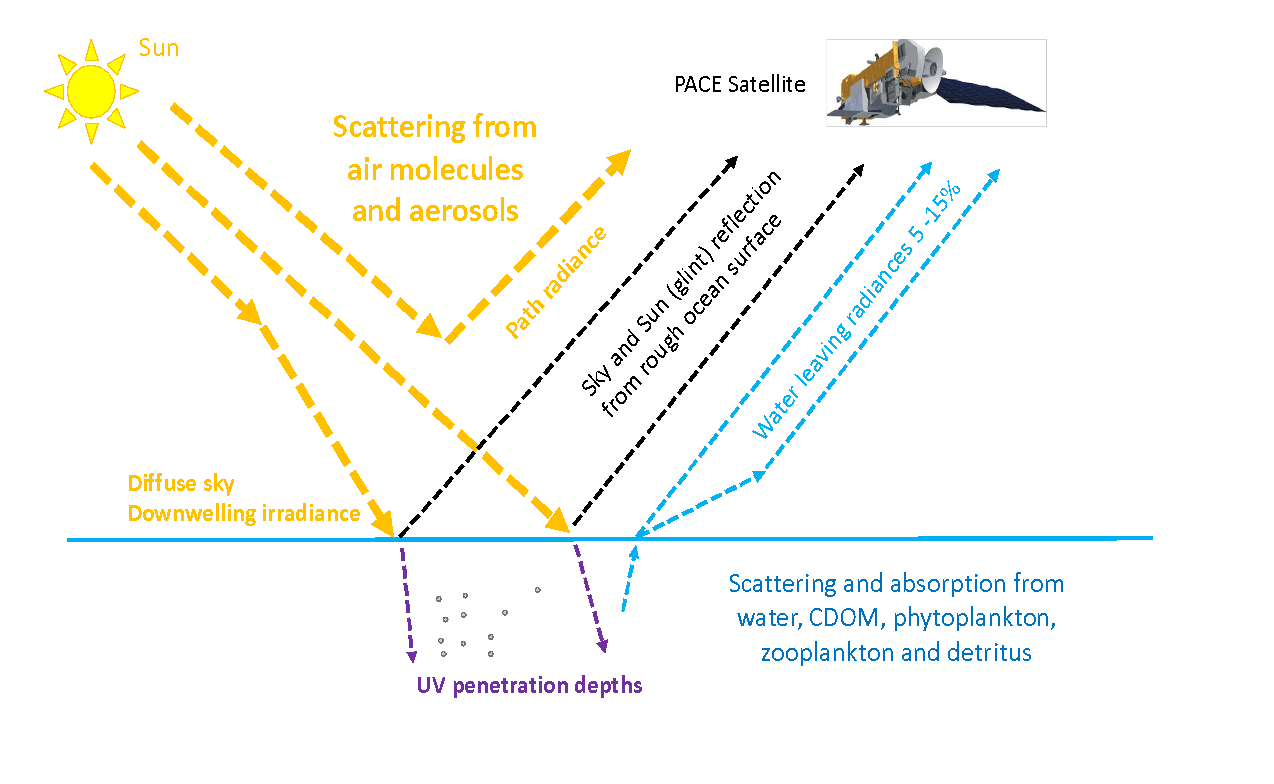 Sun
PACE Satellite
Scattering from
air molecules
and aerosols
Path radiance
Sky and Sun (glint) reflection
from rough ocean surface
Water leaving radiances 5 -15%
Diffuse sky
Downwelling irradiance
Scattering and absorption from
water, CDOM, phytoplankton,
zooplankton and detritus
UV penetration depths